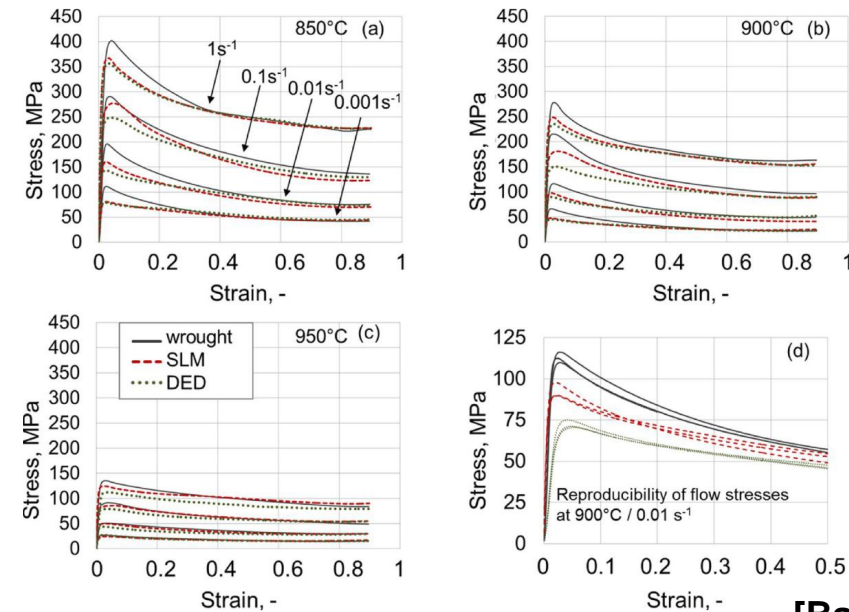 850°C (a)
450
400
350
300
250
200
150
100
50
0
Stress, MPa
1s⁻¹
0.1s⁻¹
0.01s⁻¹
0.001s⁻¹
0 0.2 0.4 0.6 0.8 1
Strain, -
900°C (b)
450
400
350
300
250
200
150
100
50
0
Stress, MPa
0 0.2 0.4 0.6 0.8 1
Strain, -
950°C (c)
450
400
350
300
250
200
150
100
50
0
Stress, MPa
wrought
SLM
DED
0 0.2 0.4 0.6 0.8 1
Strain, -
(d)
125
100
75
50
25
0
Stress, MPa
Reproducibility of flow stresses
at 900°C / 0.01 s⁻¹
0 0.1 0.2 0.3 0.4 0.5
Strain, -